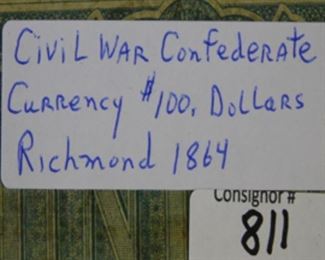 Civil War Confederate
Currency $100. Dollars
Richmond 1864
Consignor #
811